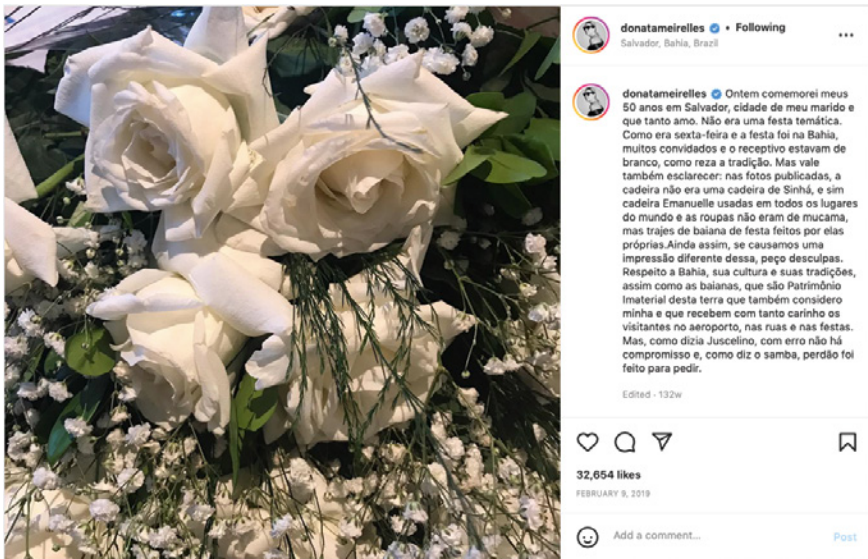 donatameirelles • Following
Salvador, Bahia, Brazil
donatameirelles Ontem comemorei meus
50 anos em Salvador, cidade de meu marido e
que tanto amo. Não era uma festa temática.
Como era sexta-feira e a festa foi na Bahia,
muitos convidados e o receptivo estavam de
branco, como reza a tradição. Mas vale
também esclarecer: nas fotos publicadas, a
cadeira não era uma cadeira de Sinhá, e sim
cadeira Emanuelle usadas em todos os lugares
do mundo e as roupas não eram de mucama,
mas trajes de baiana de festa feitos por elas
próprias.Ainda assim, se causamos uma
impressão diferente dessa, peço desculpas.
Respeito a Bahia, sua cultura e suas tradições,
assim como as baianas, que são Patrimônio
Imaterial desta terra que também considero
minha e que recebem com tanto carinho os
visitantes no aeroporto, nas ruas e nas festas.
Mas, como dizia Juscelino, com erro não há
compromisso e, como diz o samba, perdão foi
feito para pedir.
Edited · 132w
32,654 likes
FEBRUARY 9, 2019
Add a comment...
Post